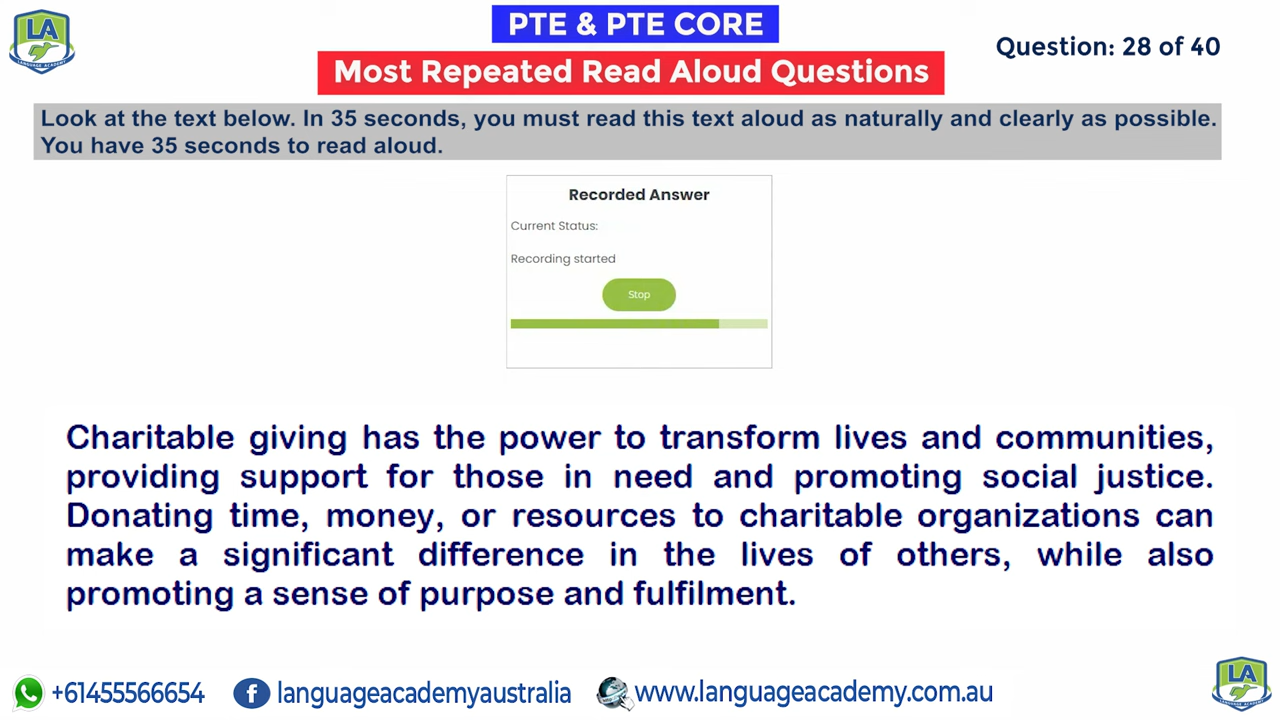 LA
LANGUAGE ACADEMY
PTE & PTE CORE
Question: 28 of 40
Most Repeated Read Aloud Questions
Look at the text below. In 35 seconds, you must read this text aloud as naturally and clearly as possible.
You have 35 seconds to read aloud.
Recorded Answer
Current Status:
Recording started
Stop
Charitable giving has the power to transform lives and communities,
providing support for those in need and promoting social justice.
Donating time, money, or resources to charitable organizations can
make a significant difference in the lives of others, while also
promoting a sense of purpose and fulfilment.
+61455566654
languageacademyaustralia
www.languageacademy.com.au
LA
LANGUAGE ACADEMY